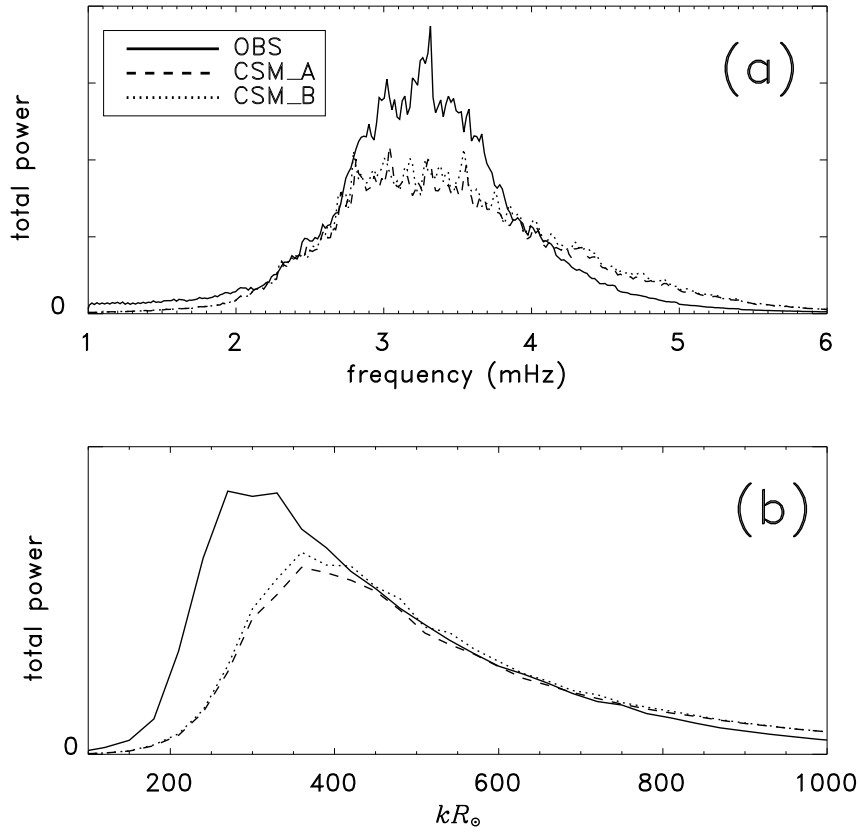 OBS
CSM_A
CSM_B
(a)
total power
0
1 2 3 4 5 6
frequency (mHz)
(b)
total power
0
200 400 600 800 1000
kR☉